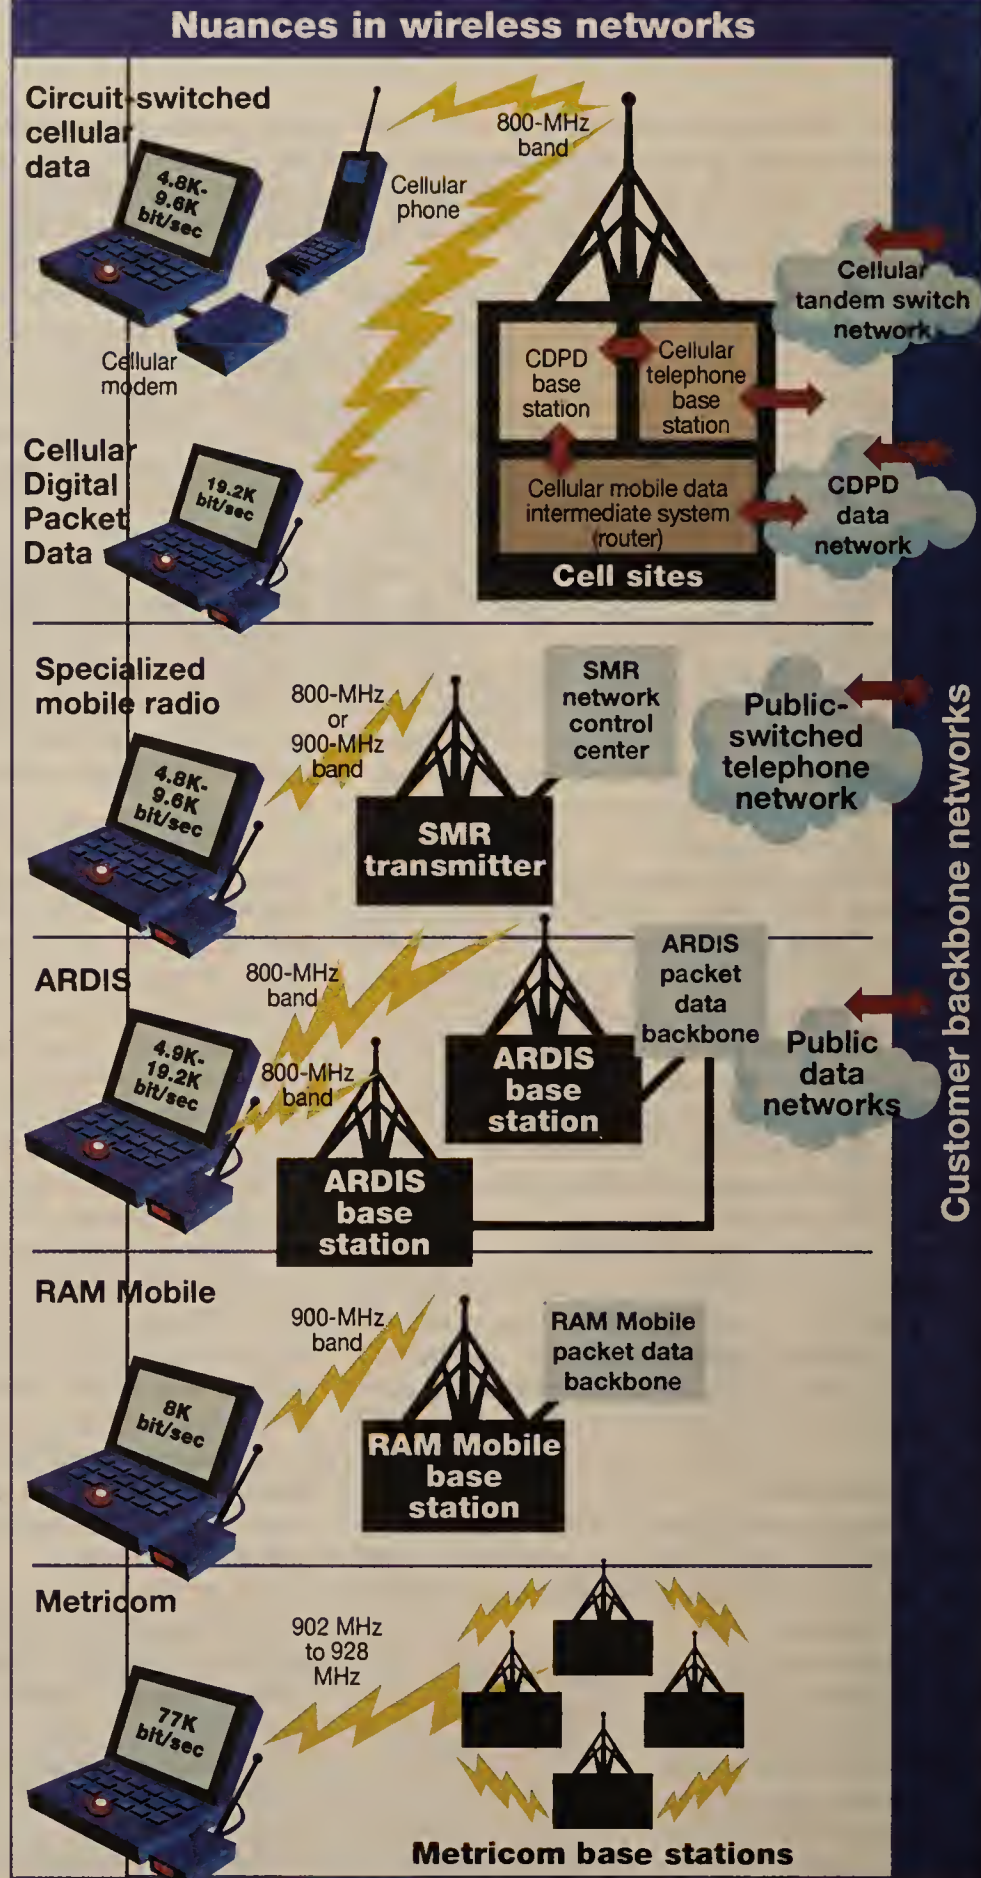 Nuances in wireless networks
Circuit-switched
cellular
data
4.8K-
9.6K
bit/sec
Cellular
phone
Cellular
modem
800-MHz
band
CDPD
base
station
Cellular
telephone
base
station
Cellular mobile data
intermediate system
(router)
Cell sites
Cellular
tandem switch
network
CDPD
data
network
Cellular
Digital
Packet
Data
19.2K
bit/sec
Specialized
mobile radio
4.8K-
9.6K
bit/sec
800-MHz
or
900-MHz
band
SMR
transmitter
SMR
network
control
center
Public-
switched
telephone
network
ARDIS
4.9K-
19.2K
bit/sec
800-MHz
band
800-MHz
band
ARDIS
base
station
ARDIS
base
station
ARDIS
packet
data
backbone
Public
data
networks
RAM Mobile
8K
bit/sec
900-MHz
band
RAM Mobile
base
station
RAM Mobile
packet data
backbone
Metricom
77K
bit/sec
902 MHz
to 928
MHz
Metricom base stations
Customer backbone networks